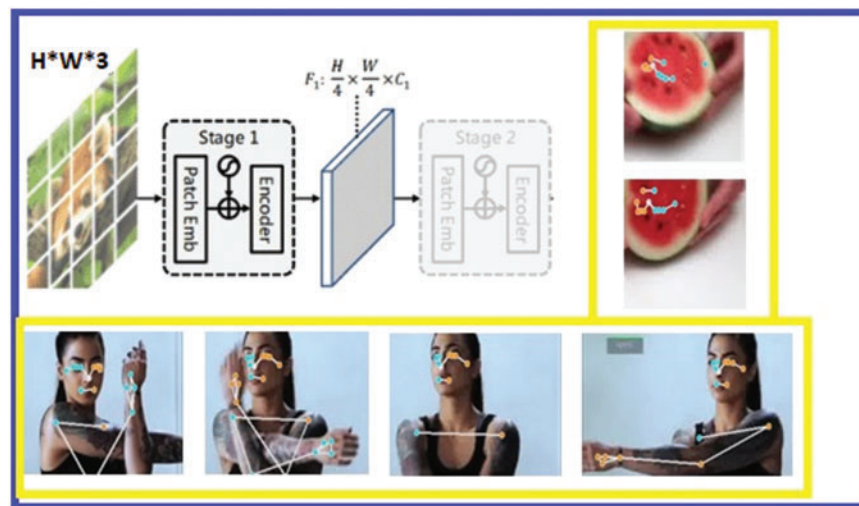 H*W*3
F₁: H/4 × W/4 × C₁
Stage 1
Patch Emb
Encoder
Stage 2
Patch Emb
Encoder